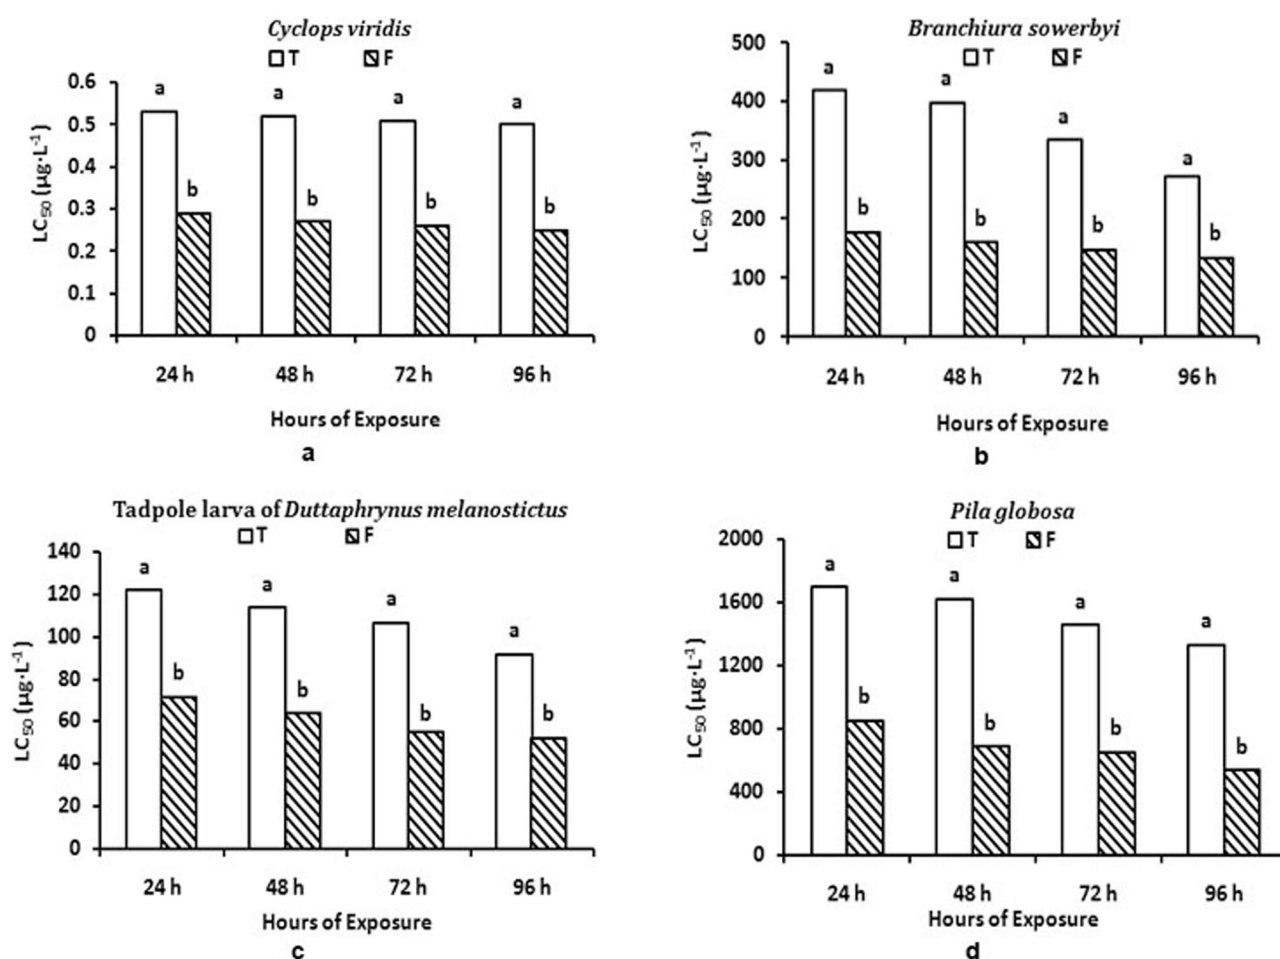 Cyclops viridis
T F
0.6
0.5
0.4
0.3
0.2
0.1
0
LC50 (µg·L-1)
a a a a
b b b b
24 h 48 h 72 h 96 h
Hours of Exposure
a
Branchiura sowerbyi
T F
500
400
300
200
100
0
LC50 (µg·L-1)
a a a a
b b b b
24 h 48 h 72 h 96 h
Hours of Exposure
b
Tadpole larva of Duttaphrynus melanostictus
T F
140
120
100
80
60
40
20
0
LC50 (µg·L-1)
a a a a
b b b b
24 h 48 h 72 h 96 h
Hours of Exposure
c
Pila globosa
T F
2000
1600
1200
800
400
0
LC50 (µg·L-1)
a a a a
b b b b
24 h 48 h 72 h 96 h
Hours of Exposure
d